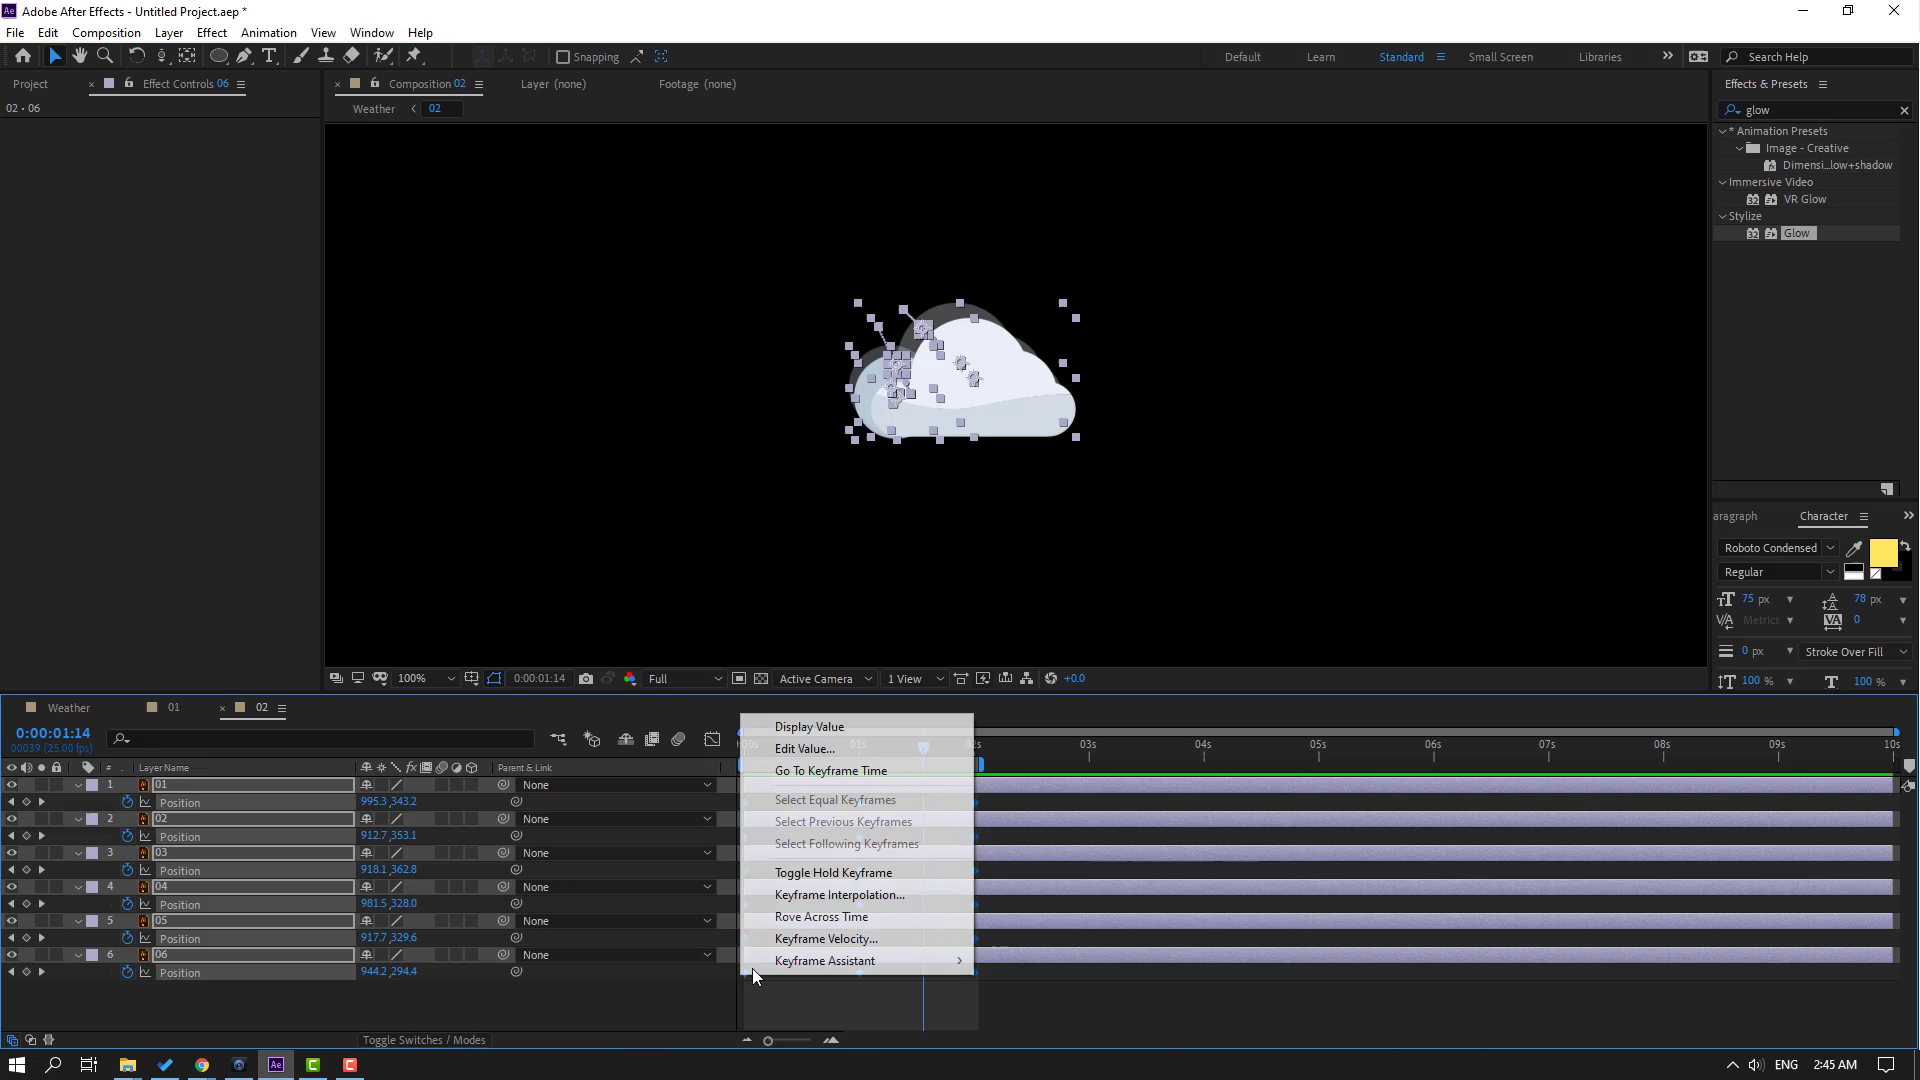 Adobe After Effects - Untitled Project.aep *
File Edit Composition Layer Effect Animation View Window Help
Snapping
Default Learn Standard Small Screen Libraries
Search Help
Project
Effect Controls 06
Composition 02
Layer (none)
Footage (none)
Effects & Presets
02 • 06
Weather 02
glow
* Animation Presets
Image - Creative
Dimensi...low+shadow
Immersive Video
VR Glow
Stylize
Glow
aragraph
Character
Roboto Condensed
Regular
75 px
78 px
Metrics
0
0 px
Stroke Over Fill
100 %
100 %
100%
0:00:01:14
Full
Active Camera
1 View
+0.0
Weather
01
02
0:00:01:14
00039 (25.00 fps)
Display Value
Edit Value...
Go To Keyframe Time
Select Equal Keyframes
Select Previous Keyframes
Select Following Keyframes
Toggle Hold Keyframe
Keyframe Interpolation...
Rove Across Time
Keyframe Velocity...
Keyframe Assistant
02s 03s 04s 05s 06s 07s 08s 09s 10s
# Layer Name
Parent & Link
1 01 None
Position 995.3,343.2
2 02 None
Position 912.7,353.1
3 03 None
Position 918.1,362.8
4 04 None
Position 981.5,328.0
5 05 None
Position 917.7,329.6
6 06 None
Position 944.2,294.4
Toggle Switches / Modes
ENG
2:45 AM